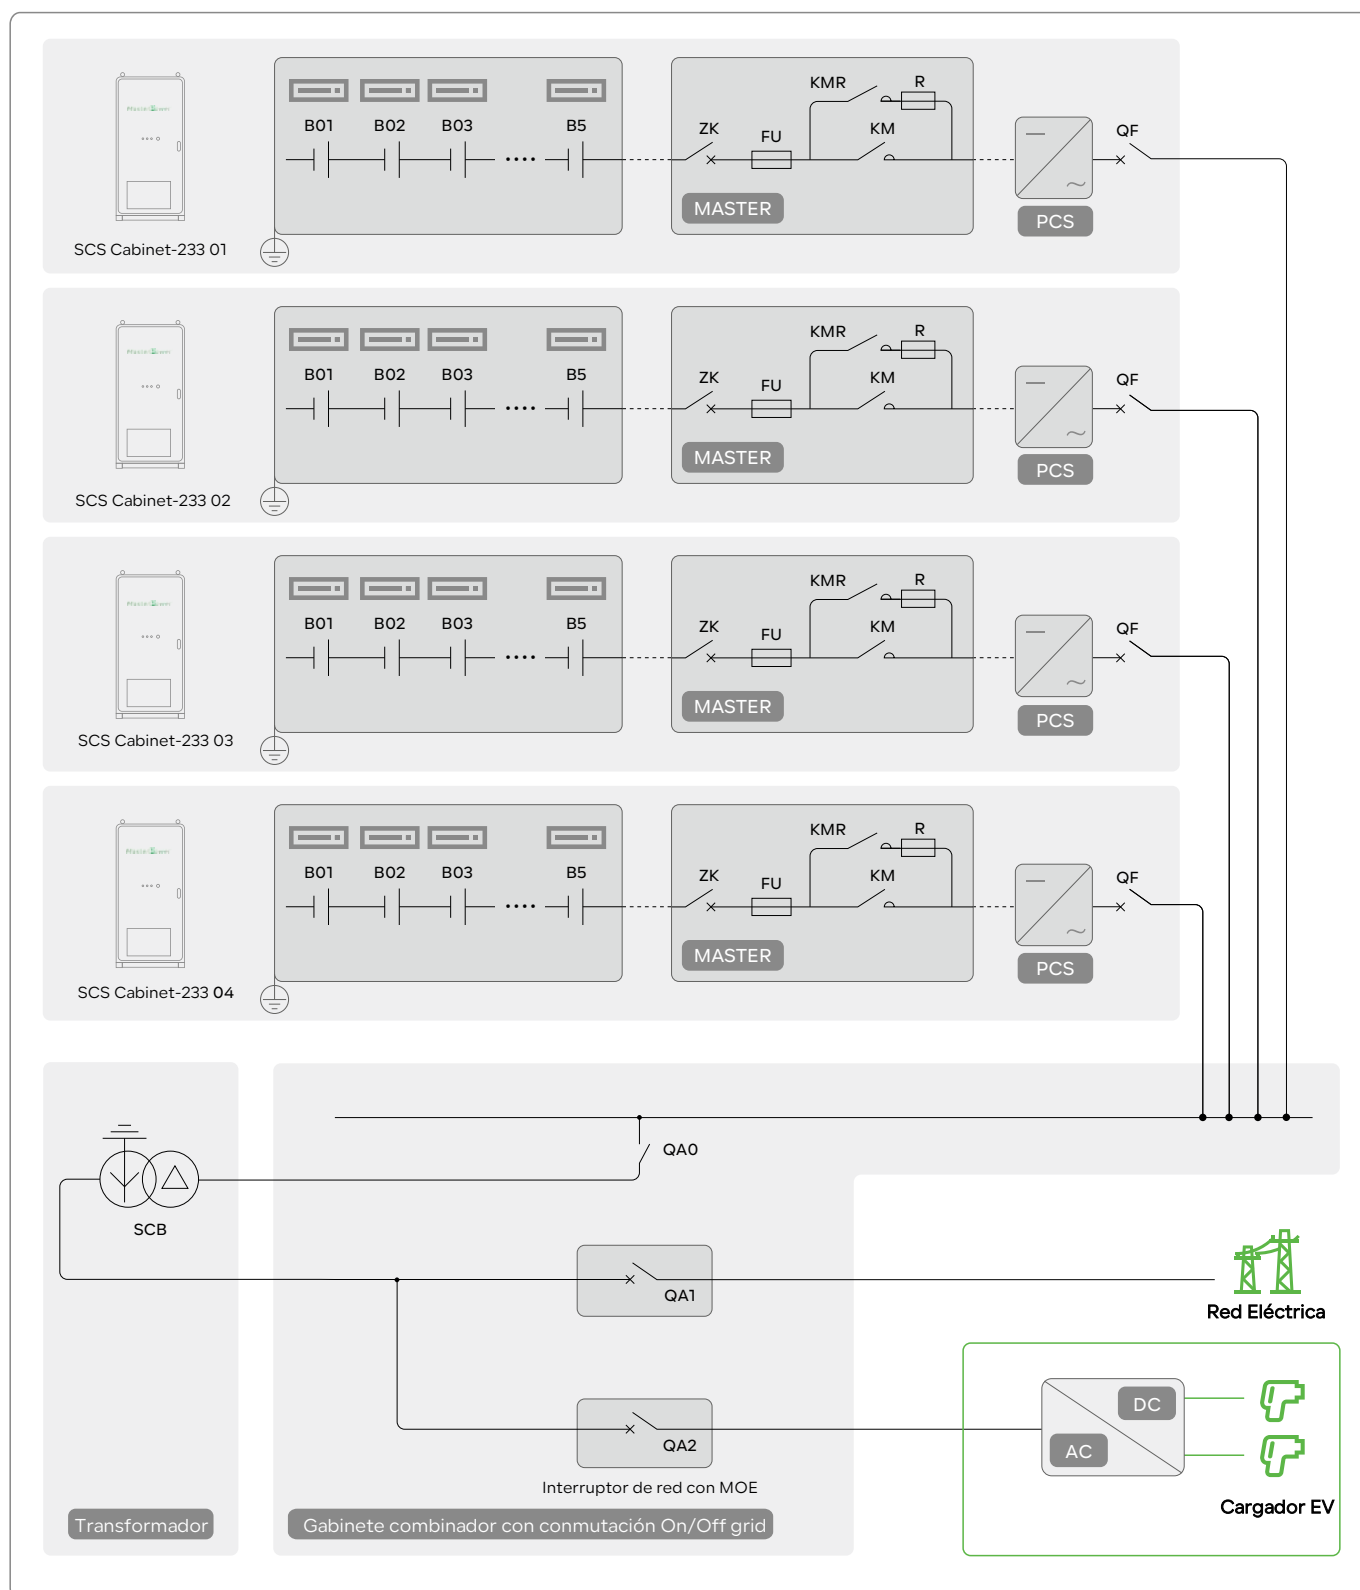 KMR R
B01 B02 B03 B5 ZK FU KM QF
MASTER
PCS
SCS Cabinet-233 01
KMR R
B01 B02 B03 B5 ZK FU KM QF
MASTER
PCS
SCS Cabinet-233 02
KMR R
B01 B02 B03 B5 ZK FU KM QF
MASTER
PCS
SCS Cabinet-233 03
KMR R
B01 B02 B03 B5 ZK FU KM QF
MASTER
PCS
SCS Cabinet-233 04
QA0
SCB
QA1
Red Eléctrica
DC
QA2
AC
Interruptor de red con MOE
Cargador EV
Transformador
Gabinete combinador con conmutación On/Off grid